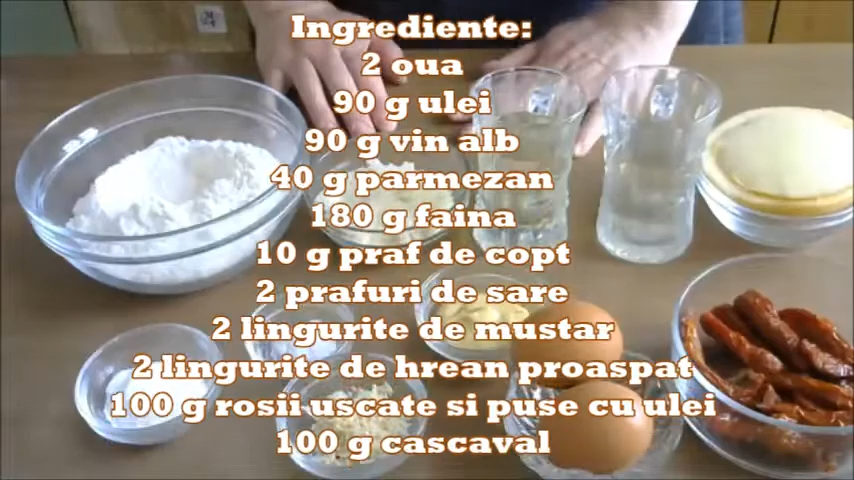 Ingrediente:
2 oua
90 g ulei
90 g vin alb
40 g parmezan
180 g faina
10 g praf de copt
2 prafuri de sare
2 lingurite de mustar
2 lingurite de hrean proaspat
100 g rosii uscate si puse cu ulei
100 g cascaval